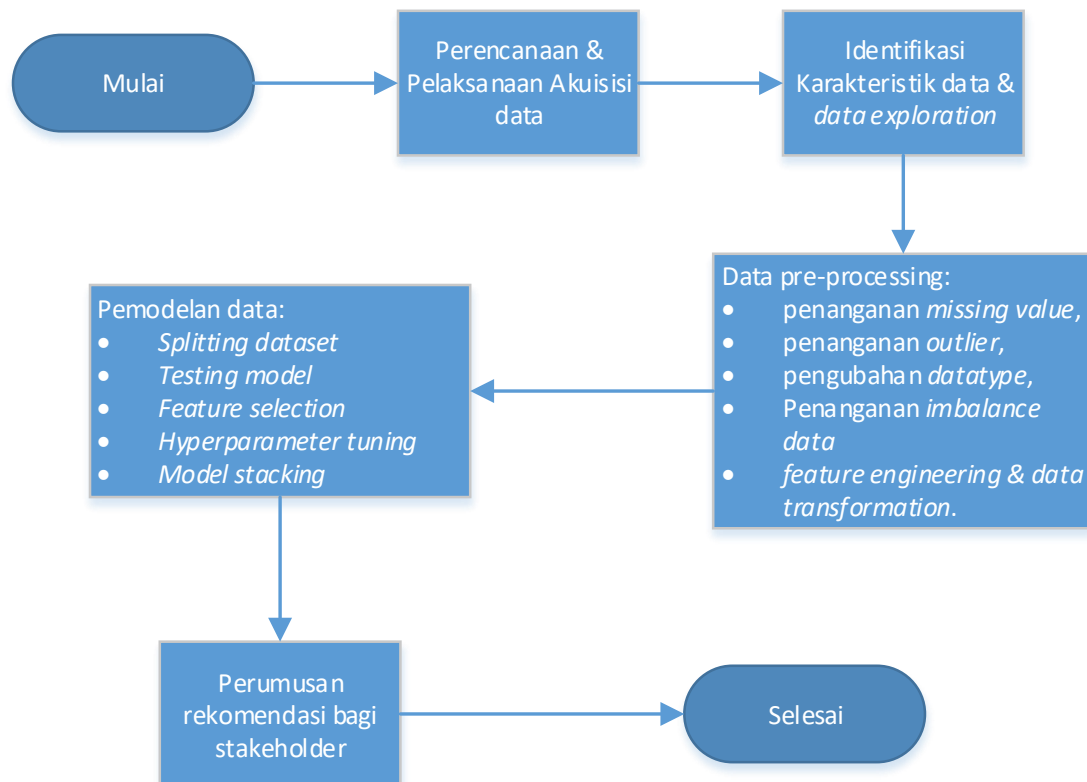 Mulai
Perencanaan &
Pelaksanaan Akuisisi
data
Identifikasi
Karakteristik data &
data exploration
Data pre-processing:
• penanganan missing value,
• penanganan outlier,
• pengubahan datatype,
• Penanganan imbalance
data
• feature engineering & data
transformation.
Pemodelan data:
• Splitting dataset
• Testing model
• Feature selection
• Hyperparameter tuning
• Model stacking
Perumusan
rekomendasi bagi
stakeholder
Selesai